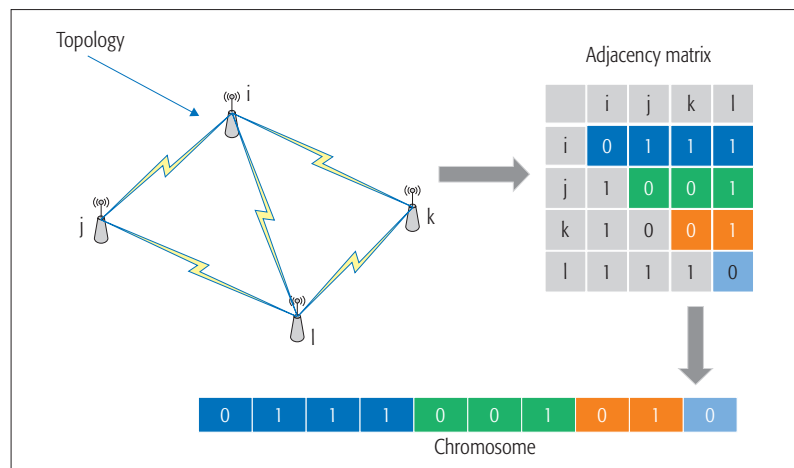 Topology
Adjacency matrix
i
j
k
l
i j k l
i 0 1 1 1
j 1 0 0 1
k 1 0 0 1
l 1 1 1 0
0 1 1 1 0 0 1 0 1 0
Chromosome